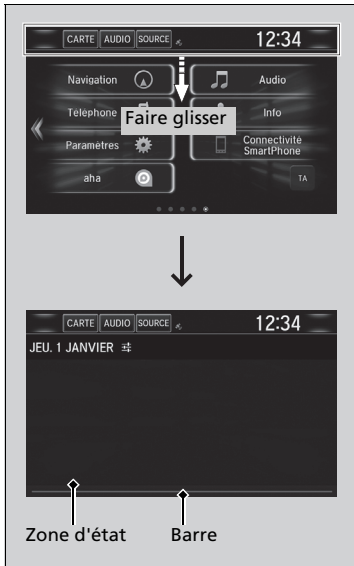 CARTE AUDIO SOURCE 12:34
Navigation Audio
Téléphone Info
Faire glisser
Paramètres Connectivité
SmartPhone
aha TA
CARTE AUDIO SOURCE 12:34
JEU. 1 JANVIER
Zone d'état Barre